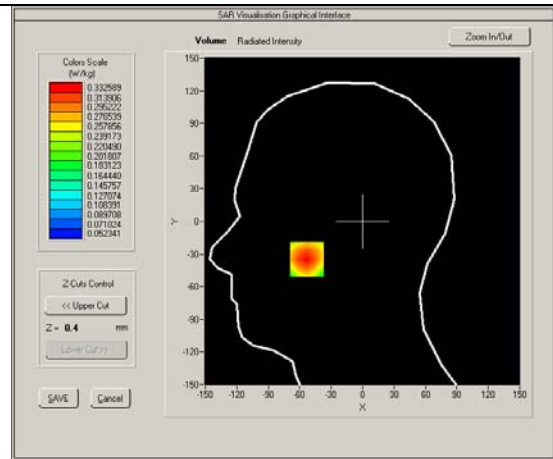 SAR Visualisation Graphical Interface
Volume Radiated Intensity
Zoom In/Out
Colors Scale
(W/kg)
0.332589
0.313906
0.295222
0.276539
0.257856
0.239173
0.220490
0.201807
0.183123
0.164440
0.145757
0.127074
0.108391
0.089708
0.071024
0.052341
Z-Cuts Control
<< Upper Cut
Z = 0.4 mm
Lower Cut >>
SAVE Cancel
150
120
90
60
30
0
-30
-60
-90
-120
-150
Y
-150 -120 -90 -60 -30 0 30 60 90 120 150
X